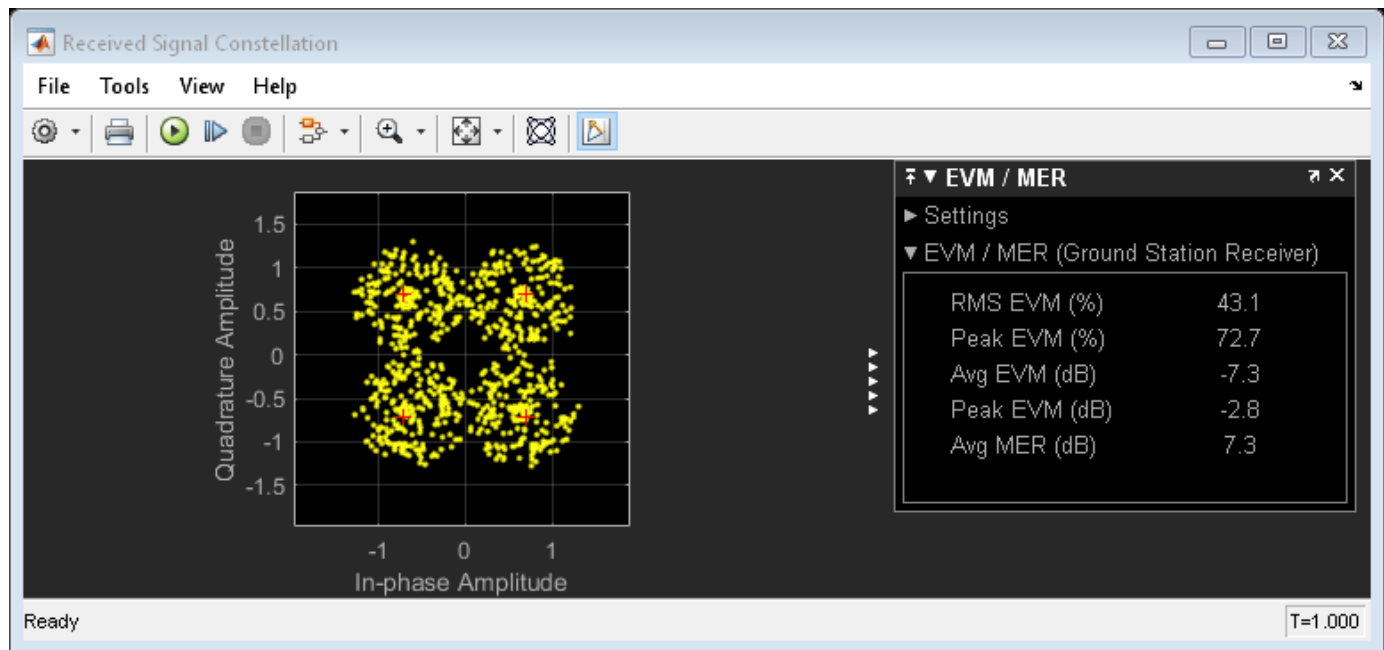 Received Signal Constellation
File Tools View Help
EVM / MER
Settings
EVM / MER (Ground Station Receiver)
RMS EVM (%) 43.1
Peak EVM (%) 72.7
Avg EVM (dB) -7.3
Peak EVM (dB) -2.8
Avg MER (dB) 7.3
Quadrature Amplitude
1.5
1
0.5
0
-0.5
-1
-1.5
-1 0 1
In-phase Amplitude
Ready T=1.000